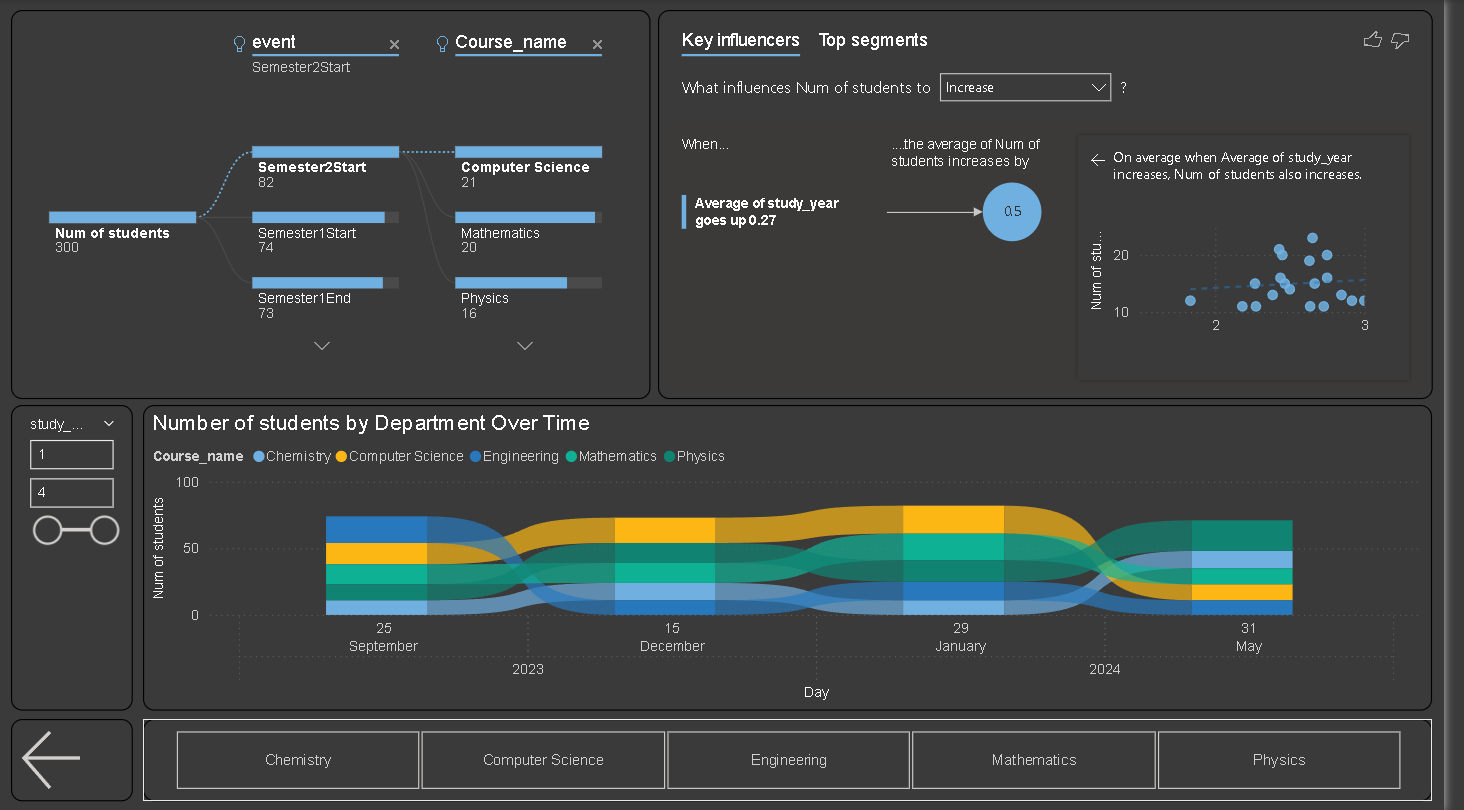 event
Semester2Start
Course_name
Num of students
300
Semester2Start
82
Semester1Start
74
Semester1End
73
Computer Science
21
Mathematics
20
Physics
16
Key influencers
Top segments
What influences Num of students to
Increase
?
When...
....the average of Num of
students increases by
Average of study_year
goes up 0.27
0.5
On average when Average of study_year
increases, Num of students also increases.
Num of stu...
20
10
2
3
study_...
1
4
Number of students by Department Over Time
Course_name
Chemistry
Computer Science
Engineering
Mathematics
Physics
Num of students
100
50
0
25
September
15
December
29
January
31
May
2023
2024
Day
Chemistry
Computer Science
Engineering
Mathematics
Physics